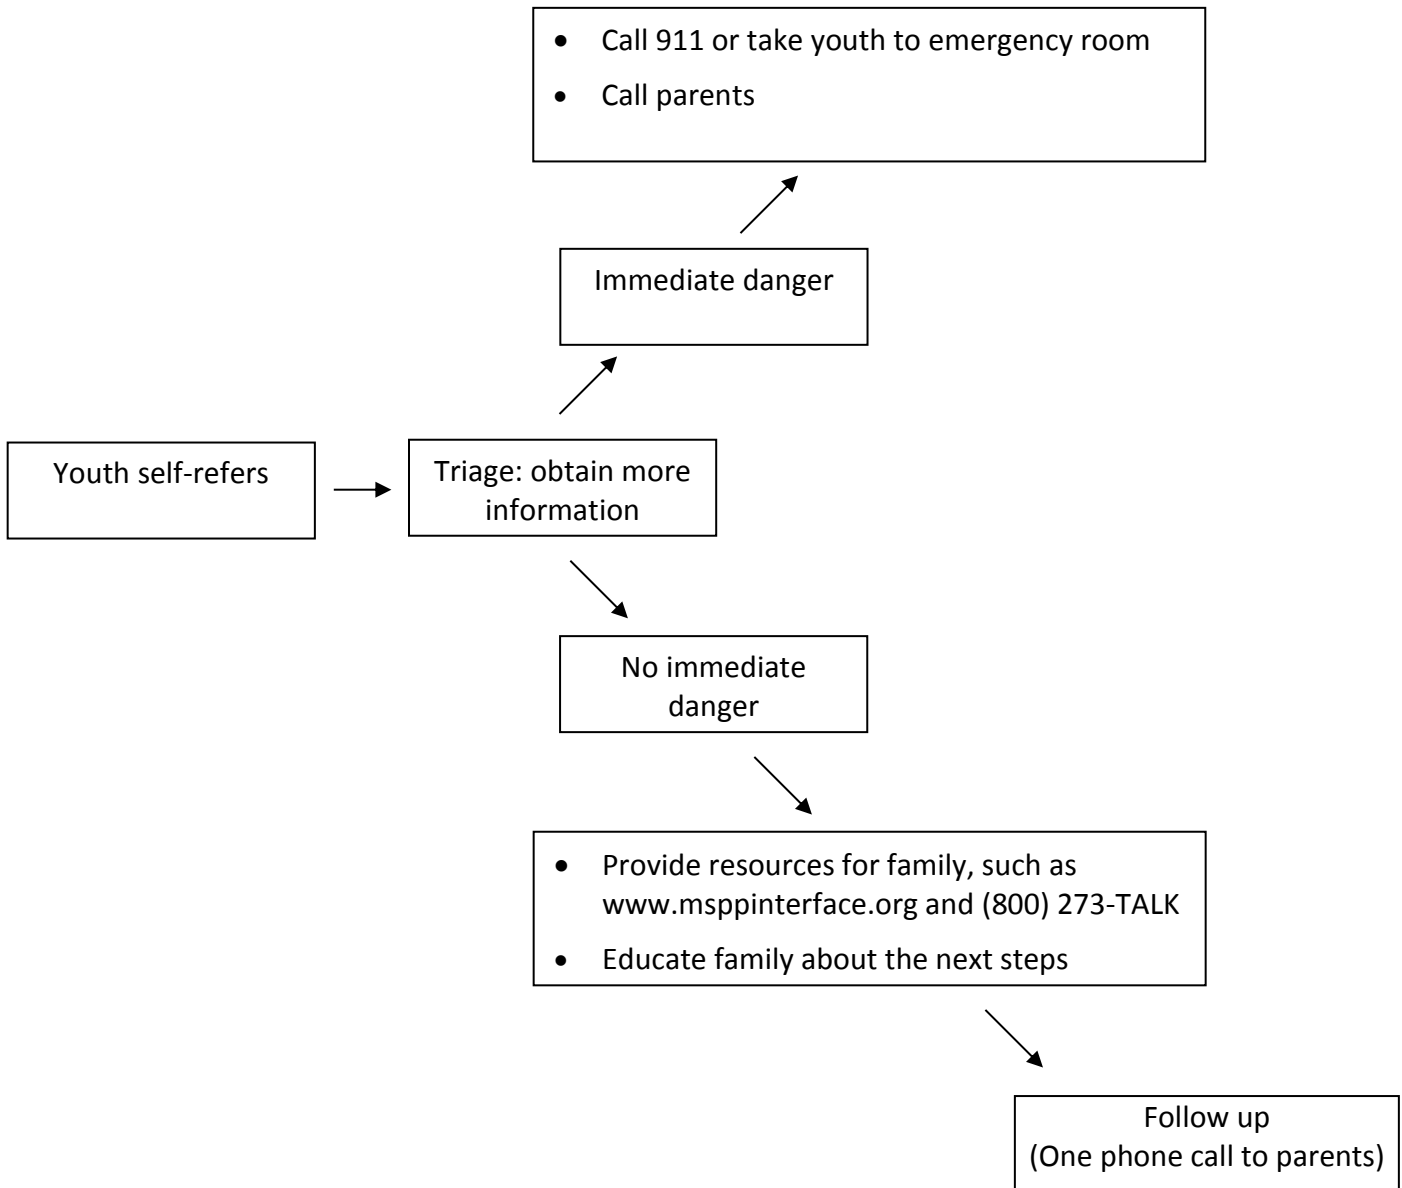 • Call 911 or take youth to emergency room
• Call parents
Immediate danger
Youth self-refers
Triage: obtain more
information
No immediate
danger
• Provide resources for family, such as
www.msppinterface.org and (800) 273-TALK
• Educate family about the next steps
Follow up
(One phone call to parents)